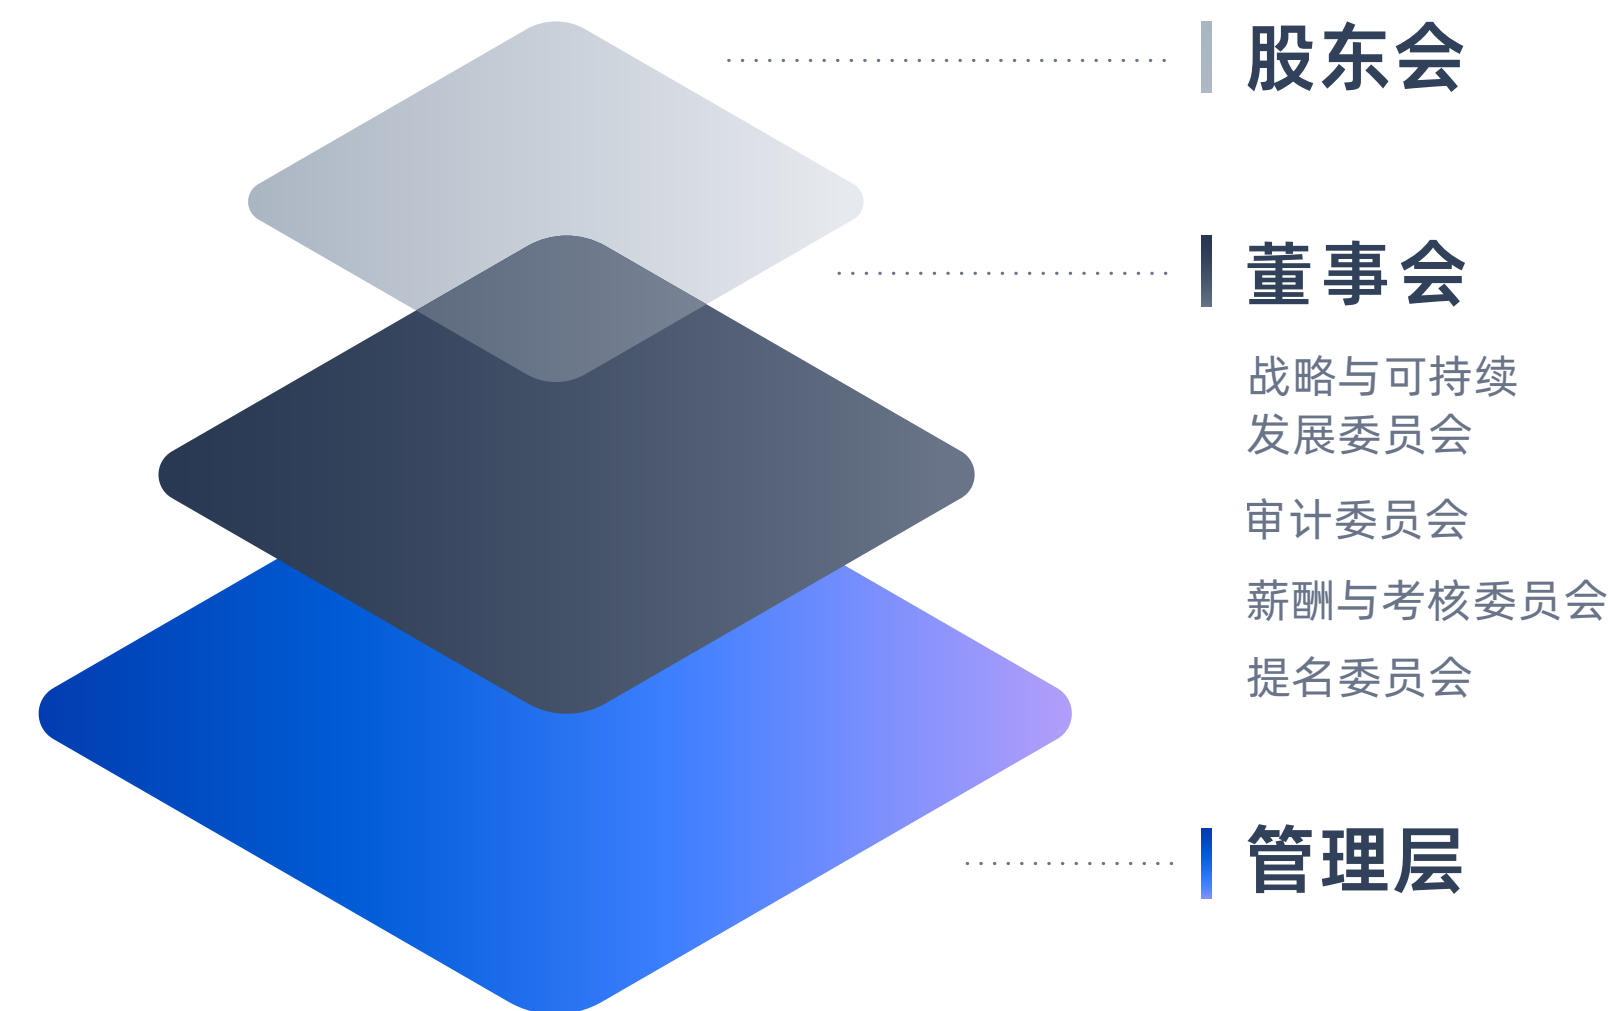 股东会
董事会
战略与可持续
发展委员会
审计委员会
薪酬与考核委员会
提名委员会
管理层